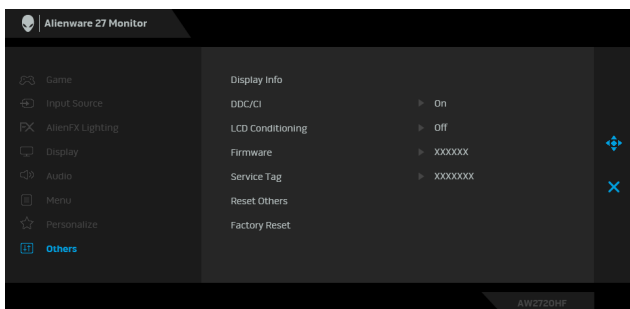 Alienware 27 Monitor
Game
Input Source
AlienFX Lighting
Display
Audio
Menu
Personalize
Others
Display Info
DDC/CI On
LCD Conditioning Off
Firmware XXXXXX
Service Tag XXXXXXX
Reset Others
Factory Reset
AW2720HF